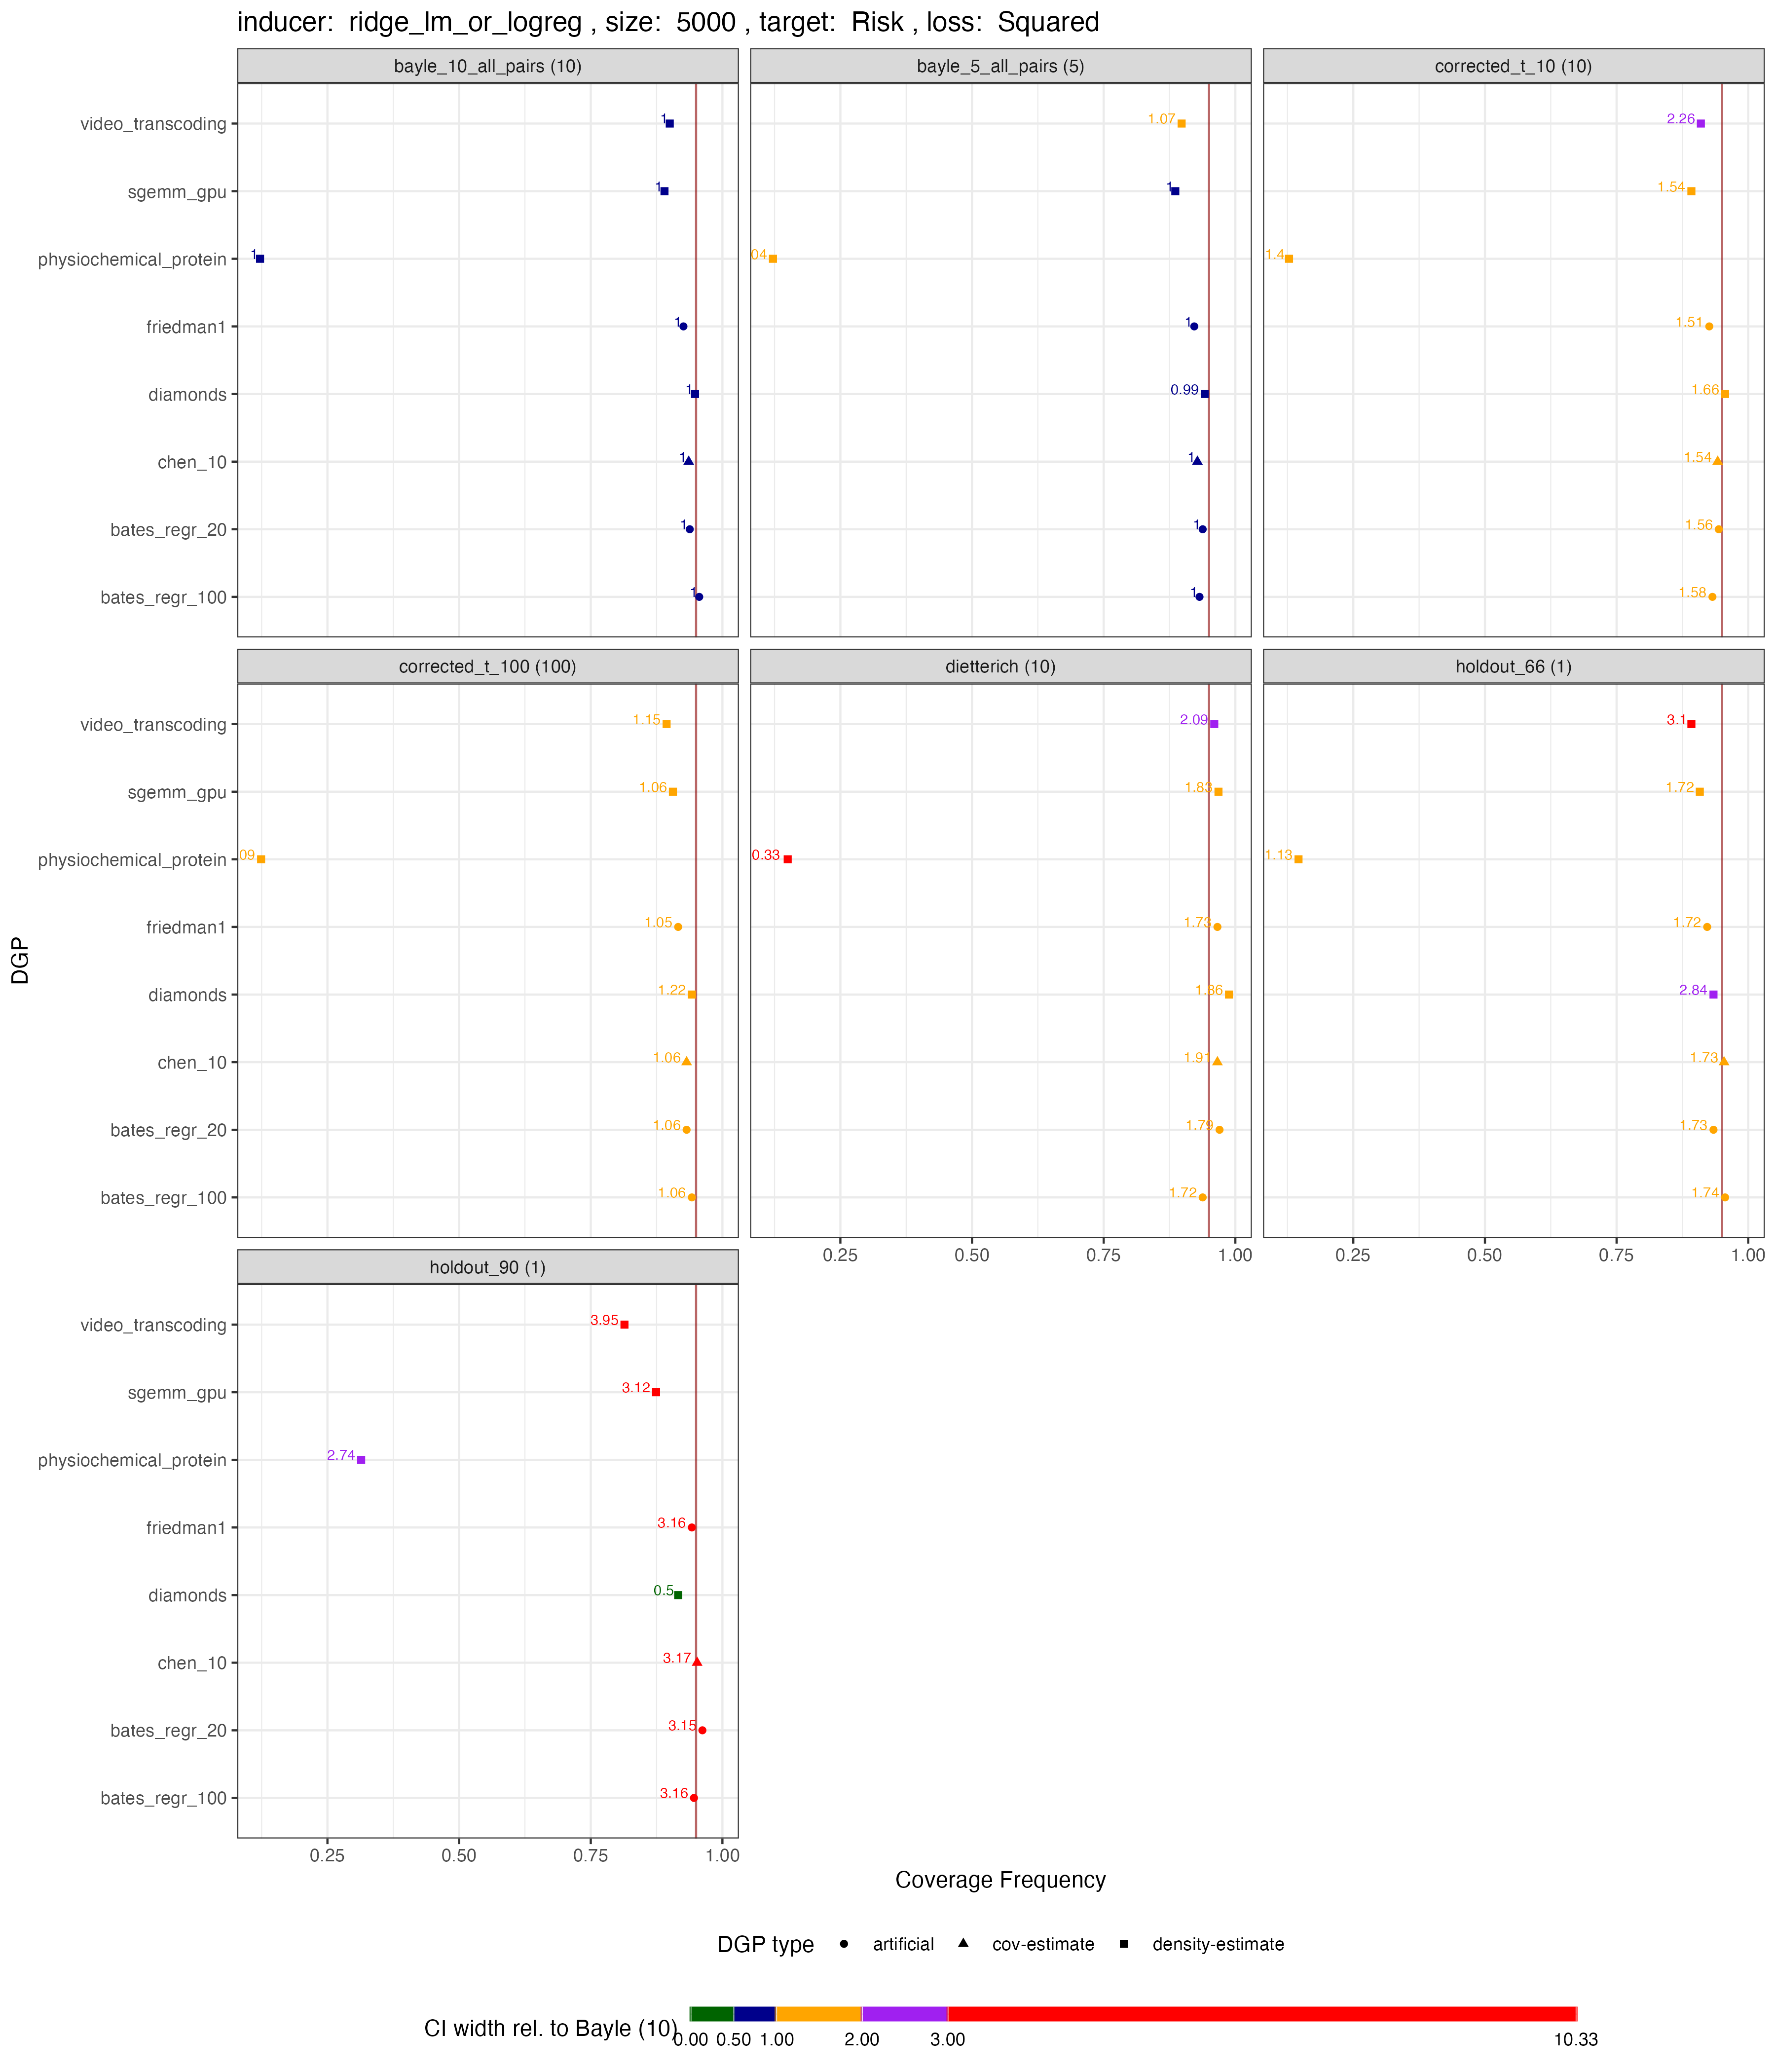 inducer: ridge_lm_or_logreg , size: 5000 , target: Risk , loss: Squared
bayle_10_all_pairs (10)
bayle_5_all_pairs (5)
corrected_t_10 (10)
video_transcoding
1
1.07
2.26
sgemm_gpu
1
1
1.54
physiochemical_protein
1
04
1.4
friedman1
1
1
1.51
diamonds
1
0.99
1.66
chen_10
1
1
1.54
bates_regr_20
1
1
1.56
bates_regr_100
1
1
1.58
corrected_t_100 (100)
dietterich (10)
holdout_66 (1)
video_transcoding
1.15
2.09
3.1
sgemm_gpu
1.06
1.83
1.72
physiochemical_protein
09
0.33
1.13
friedman1
1.05
1.73
1.72
diamonds
1.22
1.86
2.84
chen_10
1.06
1.91
1.73
bates_regr_20
1.06
1.79
1.73
bates_regr_100
1.06
1.72
1.74
0.25 0.50 0.75 1.00
0.25 0.50 0.75 1.00
DGP
holdout_90 (1)
video_transcoding
3.95
sgemm_gpu
3.12
physiochemical_protein
2.74
friedman1
3.16
diamonds
0.5
chen_10
3.17
bates_regr_20
3.15
bates_regr_100
3.16
0.25 0.50 0.75 1.00
Coverage Frequency
DGP type artificial cov-estimate density-estimate
CI width rel. to Bayle (10)
0.00 0.50 1.00 2.00 3.00 10.33